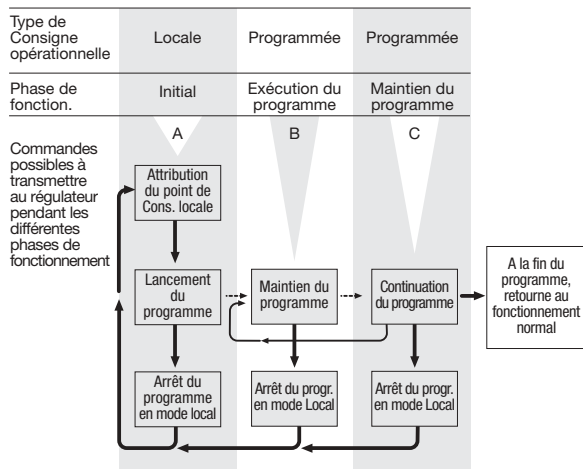 Type de
Consigne
opérationnelle
Locale
Programmée
Programmée
Phase de
fonction.
Initial
Exécution du
programme
Maintien du
programme
A
B
C
Commandes
possibles à
transmettre
au régulateur
pendant les
différentes
phases de
fonctionnement
Attribution
du point de
Cons. locale
Lancement
du
programme
Maintien du
programme
Continuation
du programme
A la fin du
programme,
retourne au
fonctionnement
normal
Arrêt du
programme
en mode local
Arrêt du progr.
en mode Local
Arrêt du progr.
en mode Local